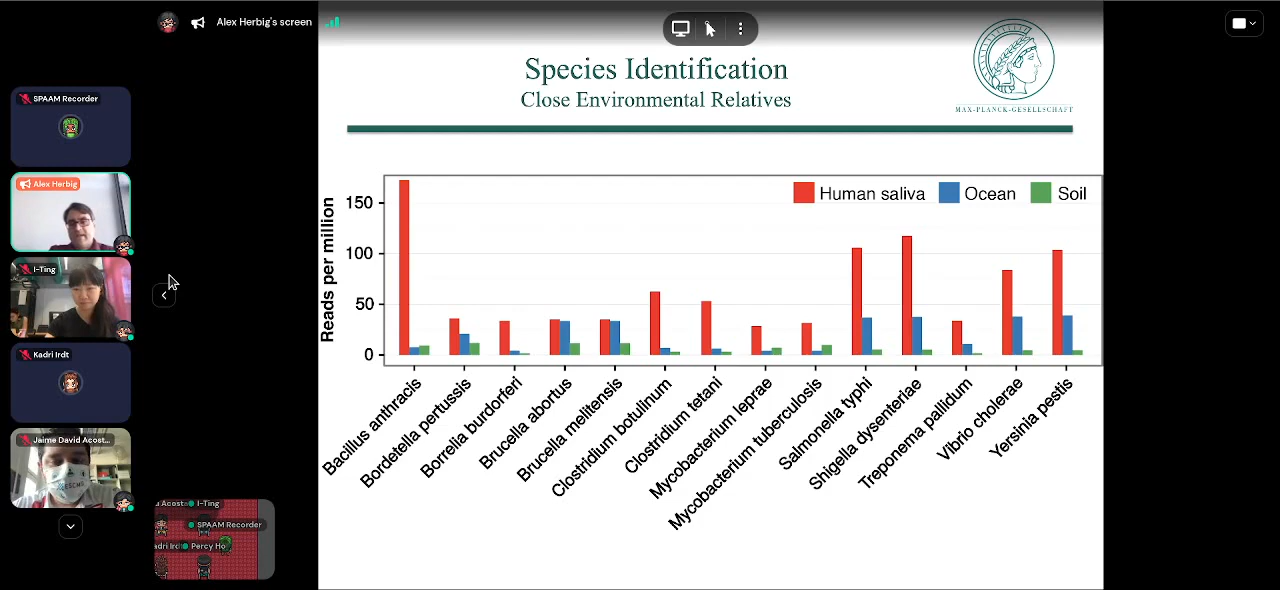 Alex Herbig's screen
SPAAM Recorder
Alex Herbig
I-Ting
Kadri Irdt
Jaime David Acost...
I-Ting
SPAAM Recorder
Percy Ho
Species Identification
Close Environmental Relatives
MAX-PLANCK-GESELLSCHAFT
Human saliva
Ocean
Soil
Reads per million
150
100
50
0
Bacillus anthracis
Bordetella pertussis
Borrelia burdorferi
Brucella abortus
Brucella melitensis
Clostridium botulinum
Clostridium tetani
Mycobacterium leprae
Mycobacterium tuberculosis
Salmonella typhi
Shigella dysenteriae
Treponema pallidum
Vibrio cholerae
Yersinia pestis